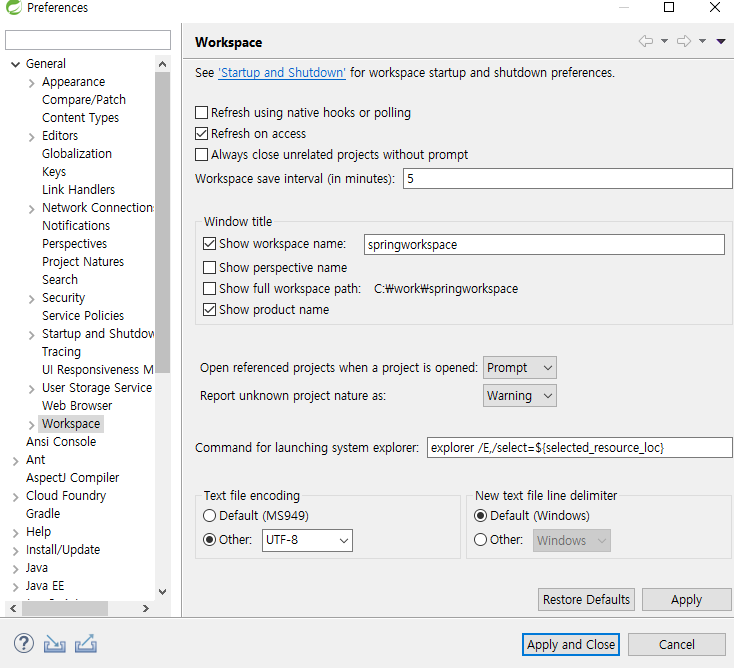 Preferences
Workspace
See 'Startup and Shutdown' for workspace startup and shutdown preferences.
General
Appearance
Compare/Patch
Content Types
Editors
Globalization
Keys
Link Handlers
Network Connection
Notifications
Perspectives
Project Natures
Search
Security
Service Policies
Startup and Shutdow
Tracing
UI Responsiveness M
User Storage Service
Web Browser
Workspace
Ansi Console
Ant
AspectJ Compiler
Cloud Foundry
Gradle
Help
Install/Update
Java
Java EE
Refresh using native hooks or polling
Refresh on access
Always close unrelated projects without prompt
Workspace save interval (in minutes): 5
Window title
Show workspace name: springworkspace
Show perspective name
Show full workspace path: C:₩work₩springworkspace
Show product name
Open referenced projects when a project is opened: Prompt
Report unknown project nature as: Warning
Command for launching system explorer: explorer /E,/select=${selected_resource_loc}
Text file encoding
Default (MS949)
Other: UTF-8
New text file line delimiter
Default (Windows)
Other: Windows
Restore Defaults Apply
Apply and Close Cancel